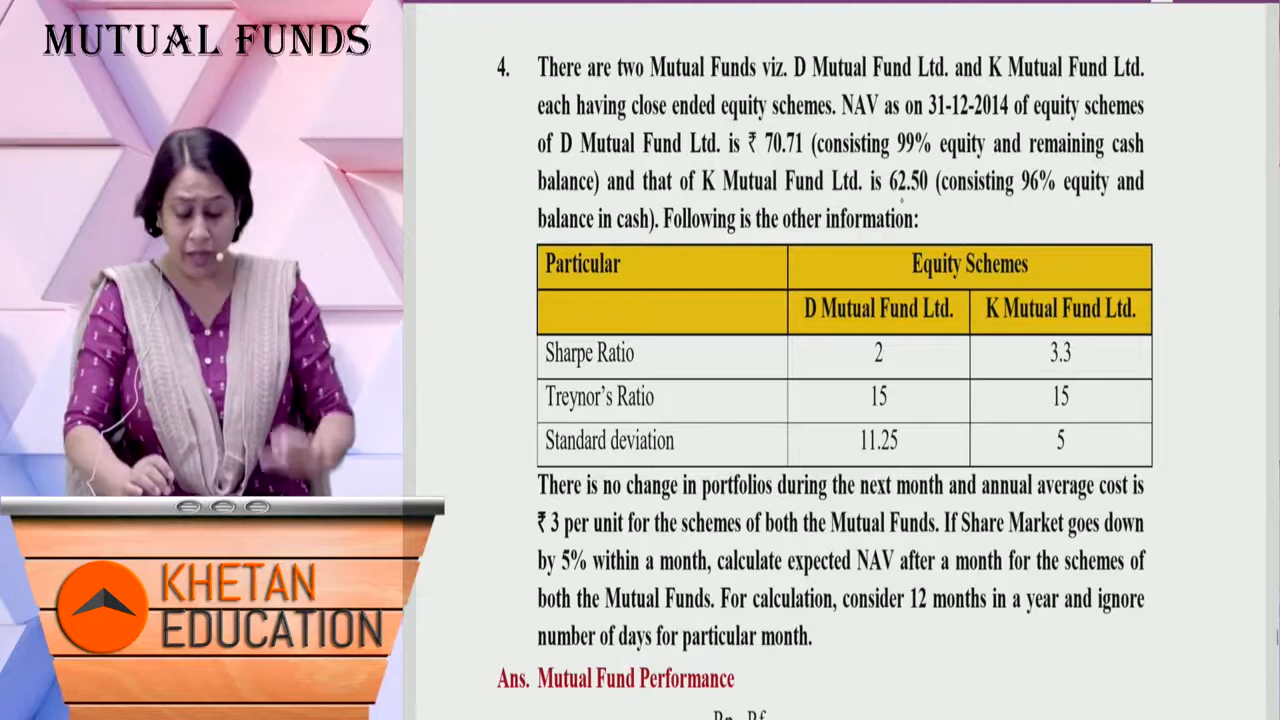 MUTUAL FUNDS
4. There are two Mutual Funds viz. D Mutual Fund Ltd. and K Mutual Fund Ltd.
each having close ended equity schemes. NAV as on 31-12-2014 of equity schemes
of D Mutual Fund Ltd. is ₹ 70.71 (consisting 99% equity and remaining cash
balance) and that of K Mutual Fund Ltd. is 62.50 (consisting 96% equity and
balance in cash). Following is the other information:
Particular Equity Schemes
D Mutual Fund Ltd. K Mutual Fund Ltd.
Sharpe Ratio 2 3.3
Treynor's Ratio 15 15
Standard deviation 11.25 5
There is no change in portfolios during the next month and annual average cost is
₹ 3 per unit for the schemes of both the Mutual Funds. If Share Market goes down
by 5% within a month, calculate expected NAV after a month for the schemes of
both the Mutual Funds. For calculation, consider 12 months in a year and ignore
number of days for particular month.
Ans. Mutual Fund Performance
KHETAN
EDUCATION